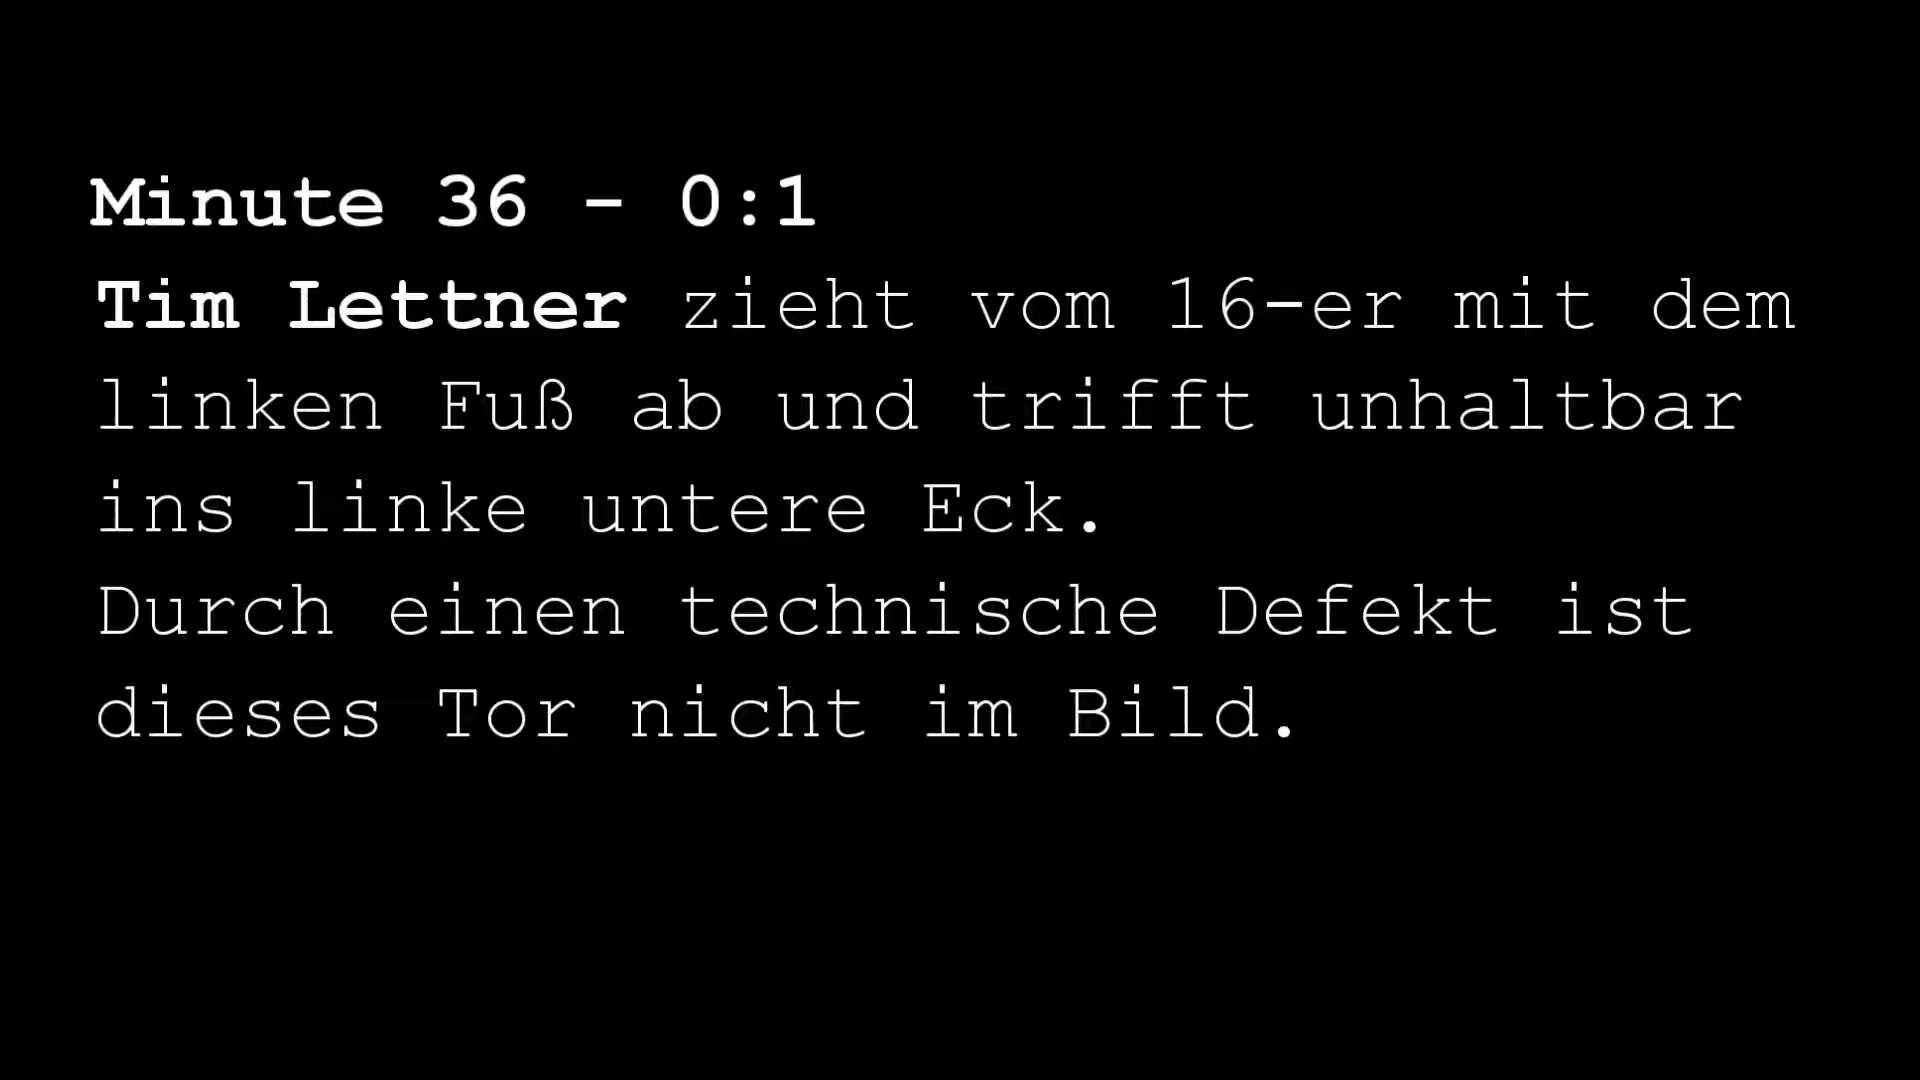 Minute 36 - 0:1
Tim Lettner zieht vom 16-er mit dem
linken Fuß ab und trifft unhaltbar
ins linke untere Eck.
Durch einen technische Defekt ist
dieses Tor nicht im Bild.